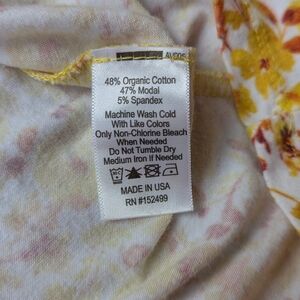 48% Organic Cotton
47% Modal
5% Spandex
Machine Wash Cold
With Like Colors
Only Non-Chlorine Bleach
When Needed
Do Not Tumble Dry
Medium Iron If Needed
MADE IN USA
RN #152499